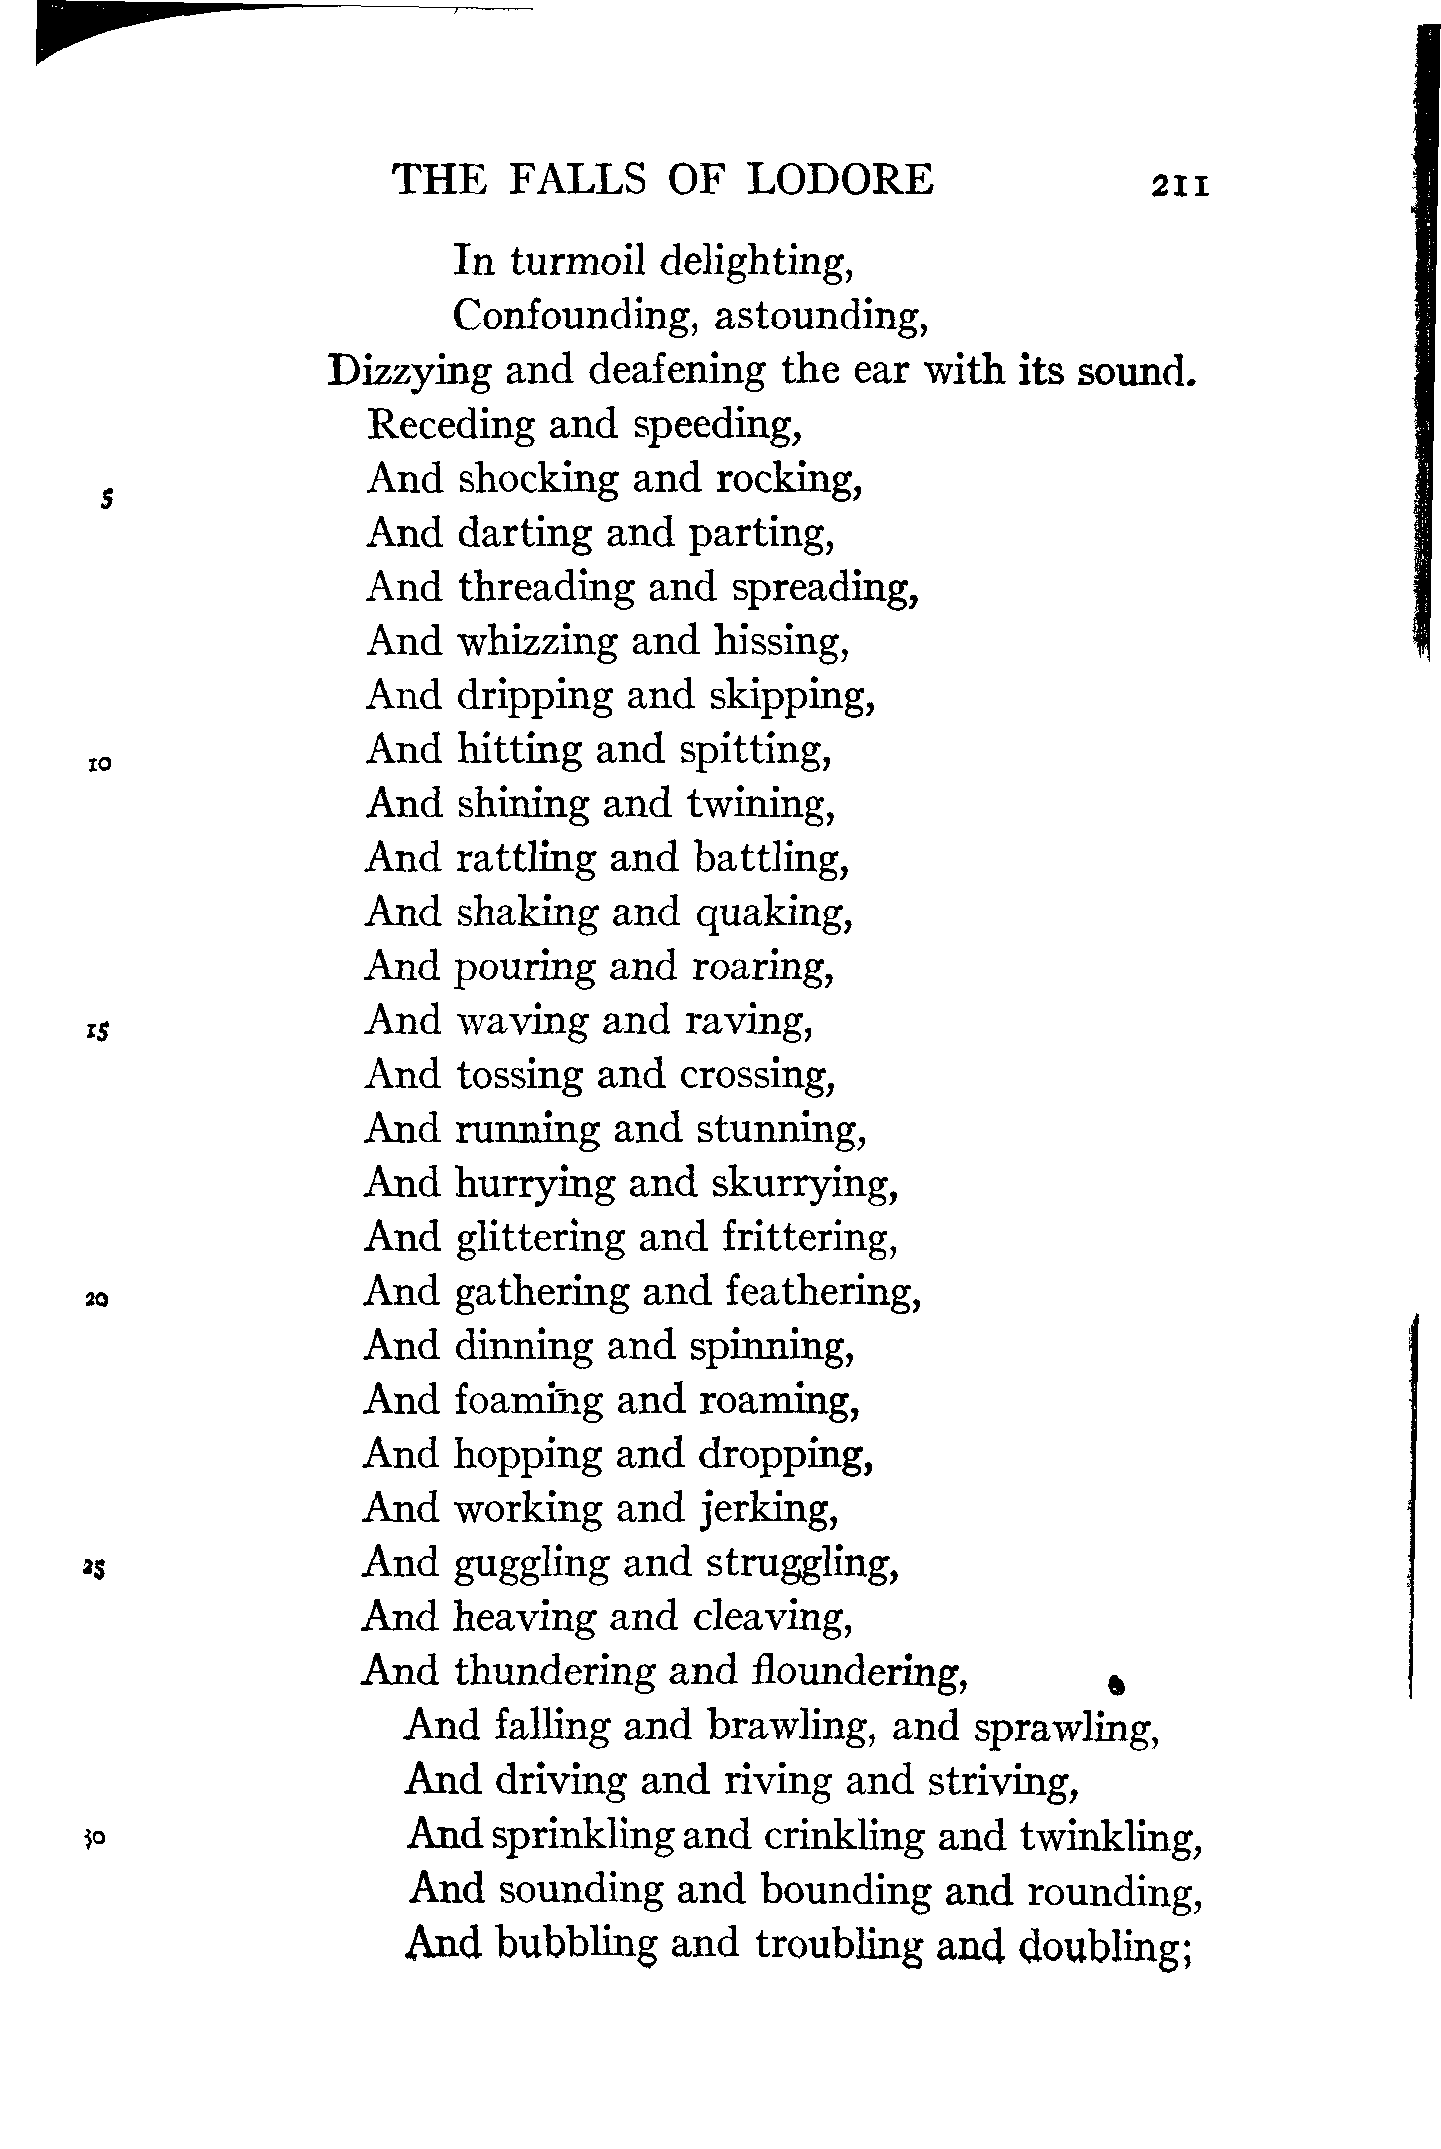 THE FALLS OF LODORE 211
In turmoil delighting,
Confounding, astounding,
Dizzying and deafening the ear with its sound.
Receding and speeding,
5 And shocking and rocking,
And darting and parting,
And threading and spreading,
And whizzing and hissing,
And dripping and skipping,
10 And hitting and spitting,
And shining and twining,
And rattling and battling,
And shaking and quaking,
And pouring and roaring,
15 And waving and raving,
And tossing and crossing,
And running and stunning,
And hurrying and skurrying,
And glittering and frittering,
20 And gathering and feathering,
And dinning and spinning,
And foaming and roaming,
And hopping and dropping,
And working and jerking,
25 And guggling and struggling,
And heaving and cleaving,
And thundering and floundering,
And falling and brawling, and sprawling,
And driving and riving and striving,
30 And sprinkling and crinkling and twinkling,
And sounding and bounding and rounding,
And bubbling and troubling and doubling;